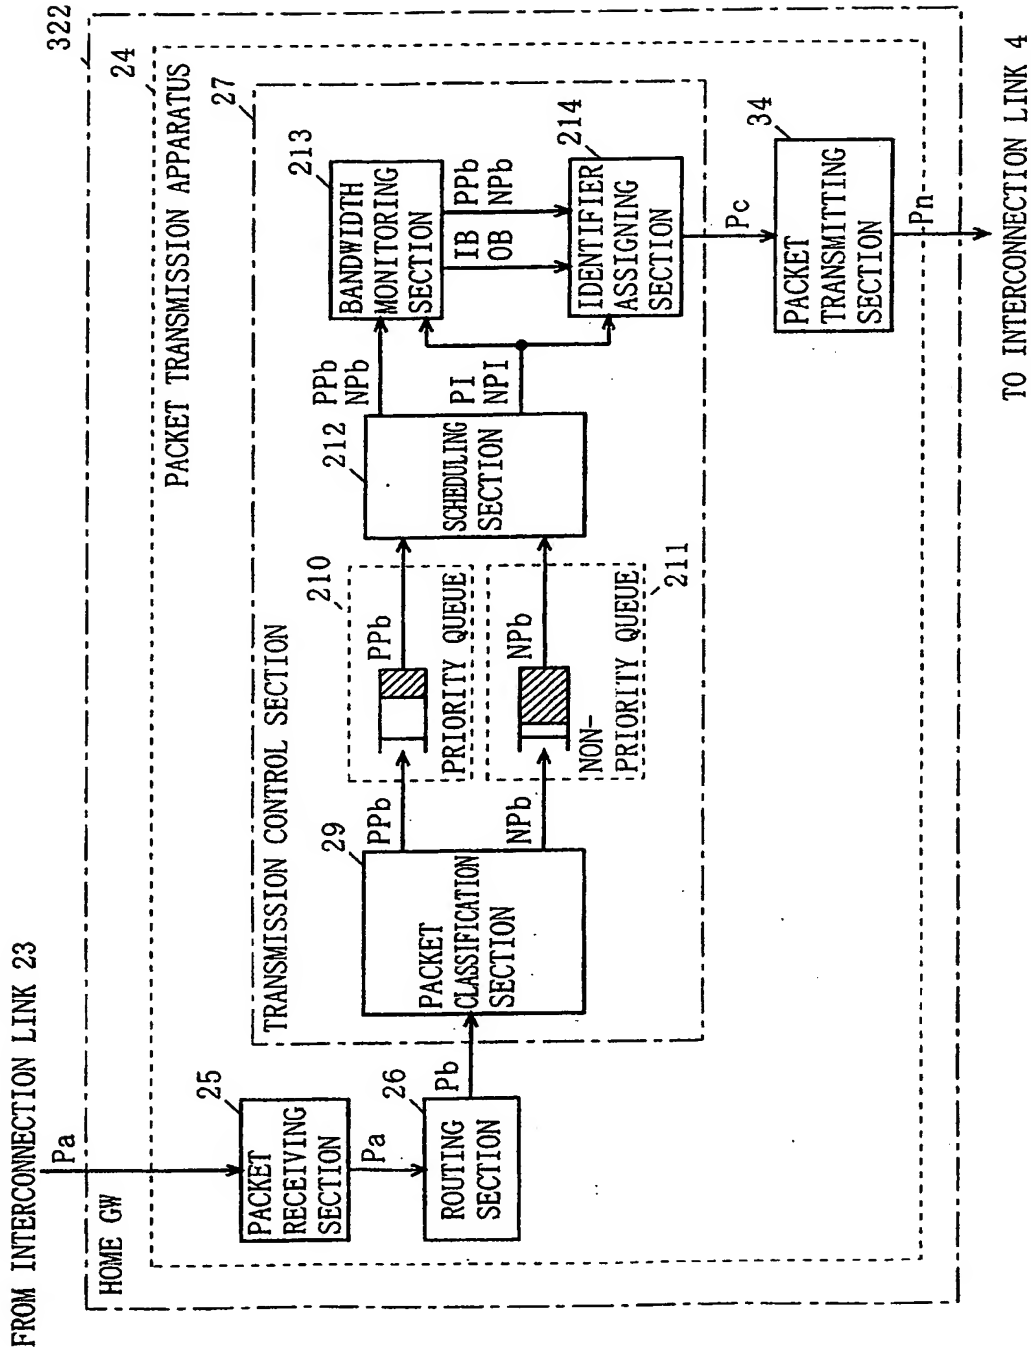 FROM INTERCONNECTION LINK 23
Pa
322
HOME GW
24
PACKET TRANSMISSION APPARATUS
25
PACKET
RECEIVING
SECTION
Pa
26
ROUTING
SECTION
Pb
27
TRANSMISSION CONTROL SECTION
29
PACKET
CLASSIFICATION
SECTION
PPb
NPb
210
PPb
PRIORITY QUEUE
NPb
NON-
PRIORITY QUEUE
211
212
SCHEDULING
SECTION
PPb
NPb
PI
NPI
213
BANDWIDTH
MONITORING
SECTION
IB
OB
PPb
NPb
214
IDENTIFIER
ASSIGNING
SECTION
Pc
34
PACKET
TRANSMITTING
SECTION
Pn
TO INTERCONNECTION LINK 4